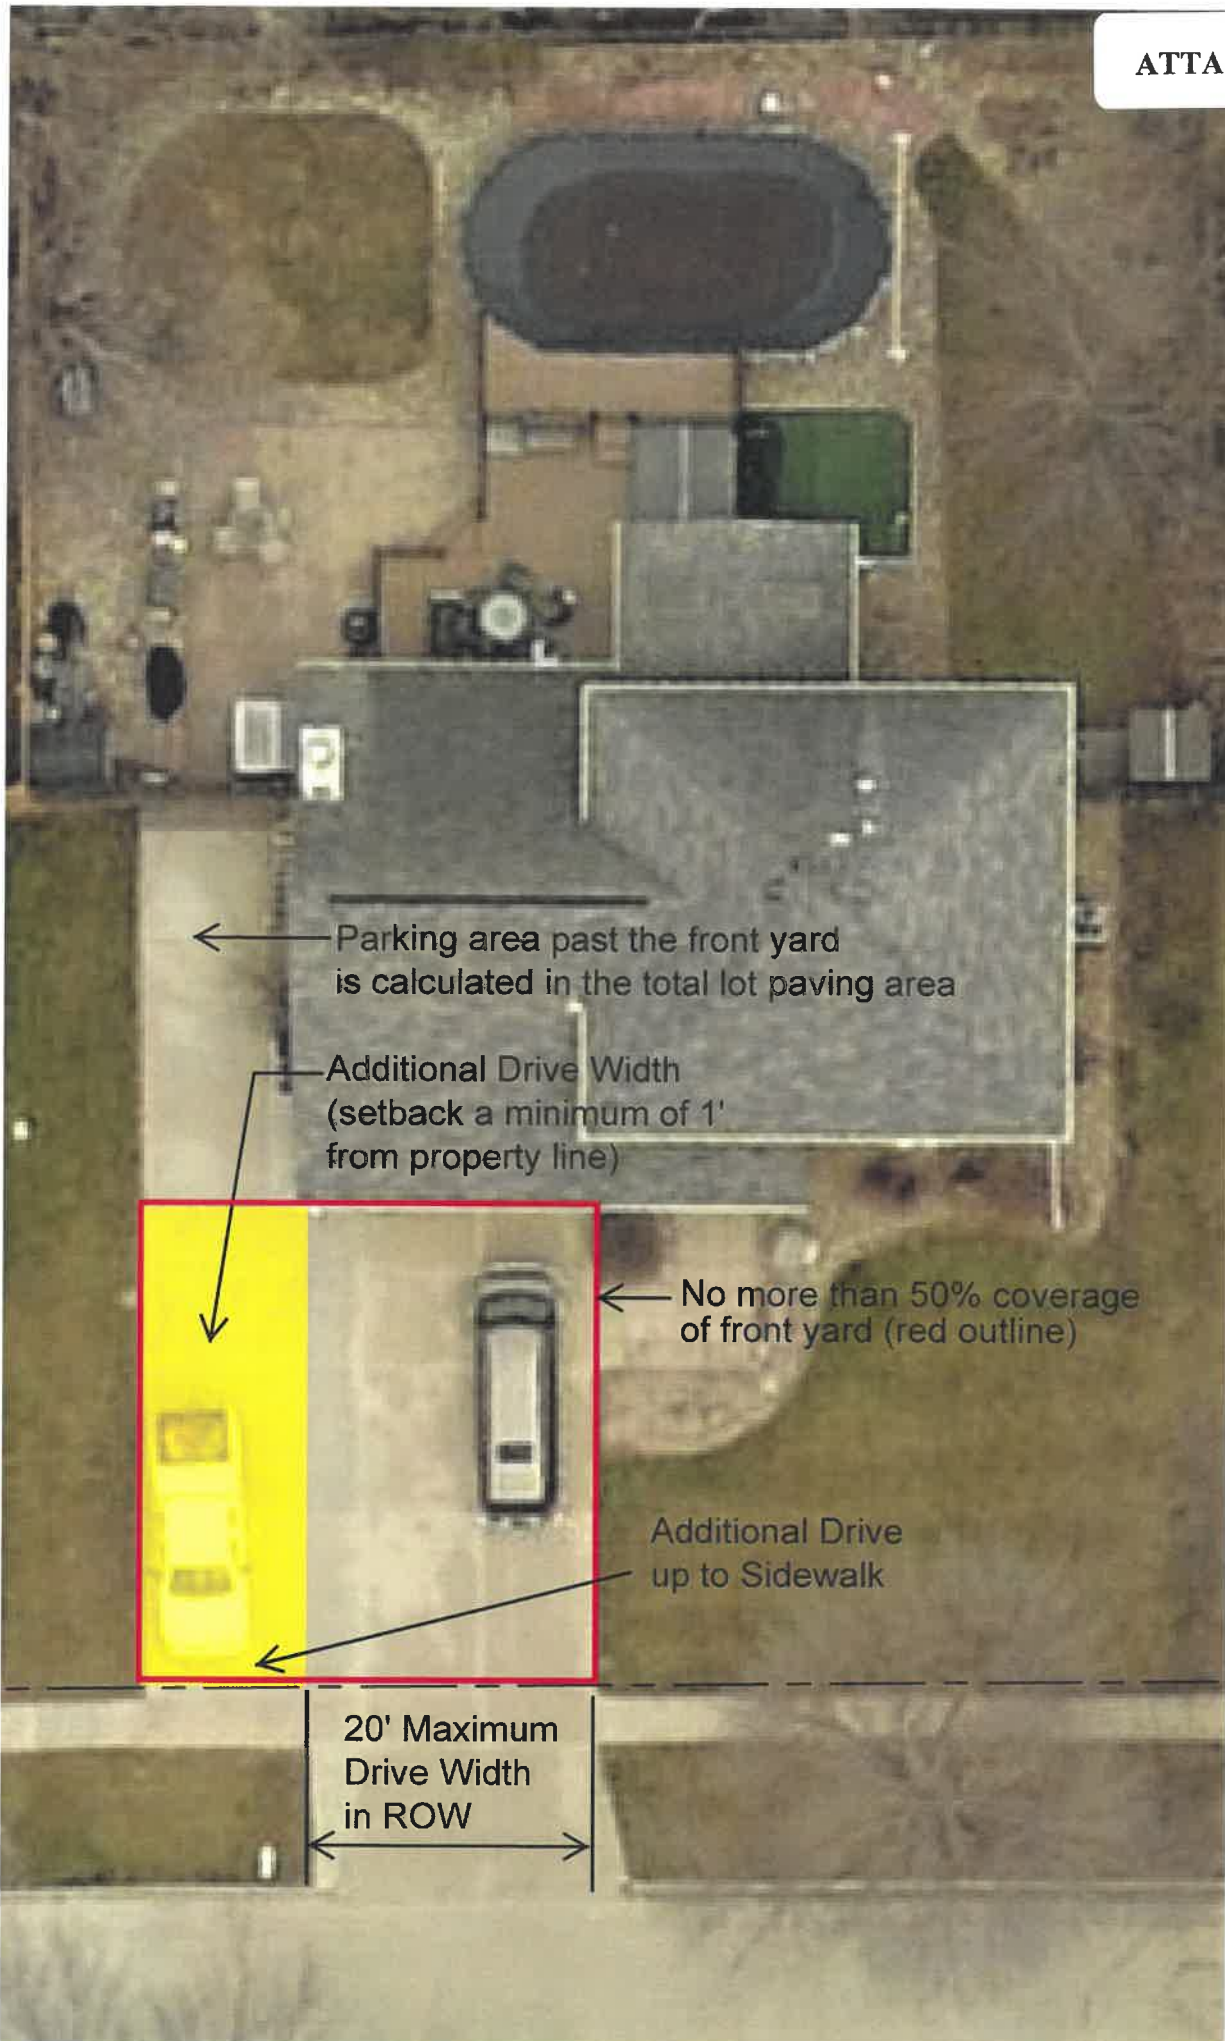 ATTA
Parking area past the front yard
is calculated in the total lot paving area
Additional Drive Width
(setback a minimum of 1'
from property line)
No more than 50% coverage
of front yard (red outline)
Additional Drive
up to Sidewalk
20' Maximum
Drive Width
in ROW